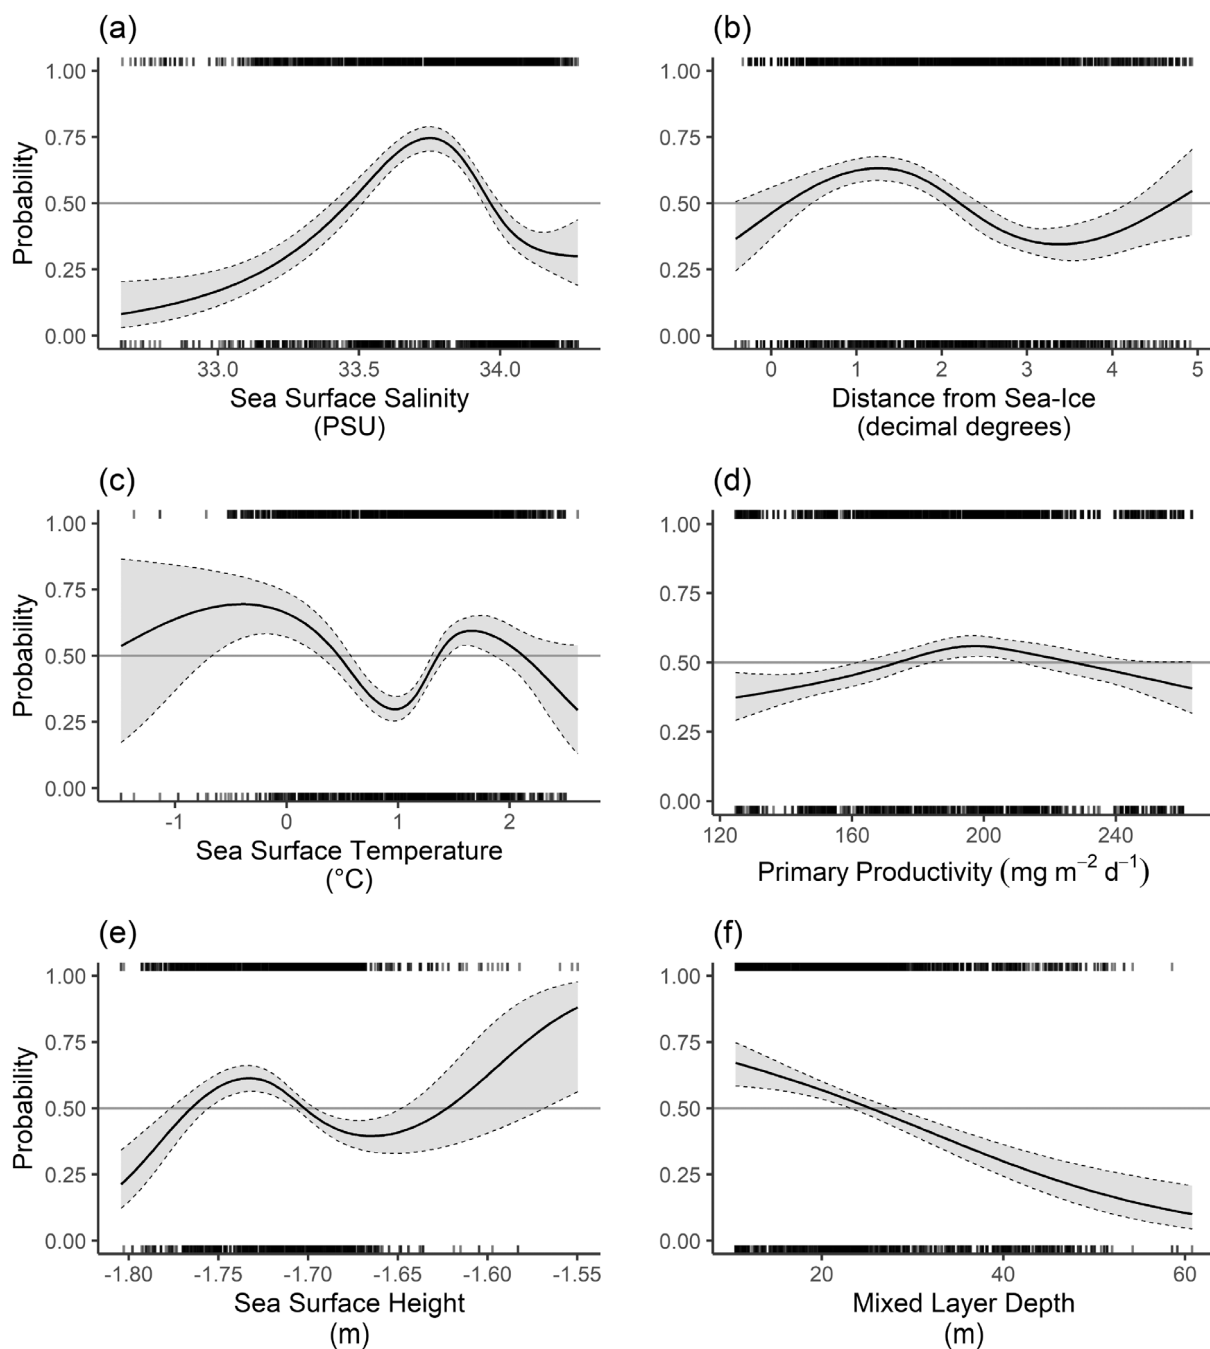 (a)
1.00
0.75
0.50
0.25
0.00
Probability
33.0 33.5 34.0
Sea Surface Salinity
(PSU)
(b)
1.00
0.75
0.50
0.25
0.00
0 1 2 3 4 5
Distance from Sea-Ice
(decimal degrees)
(c)
1.00
0.75
0.50
0.25
0.00
Probability
-1 0 1 2
Sea Surface Temperature
(°C)
(d)
1.00
0.75
0.50
0.25
0.00
120 160 200 240
Primary Productivity (mg m⁻² d⁻¹)
(e)
1.00
0.75
0.50
0.25
0.00
Probability
-1.80 -1.75 -1.70 -1.65 -1.60 -1.55
Sea Surface Height
(m)
(f)
1.00
0.75
0.50
0.25
0.00
20 40 60
Mixed Layer Depth
(m)